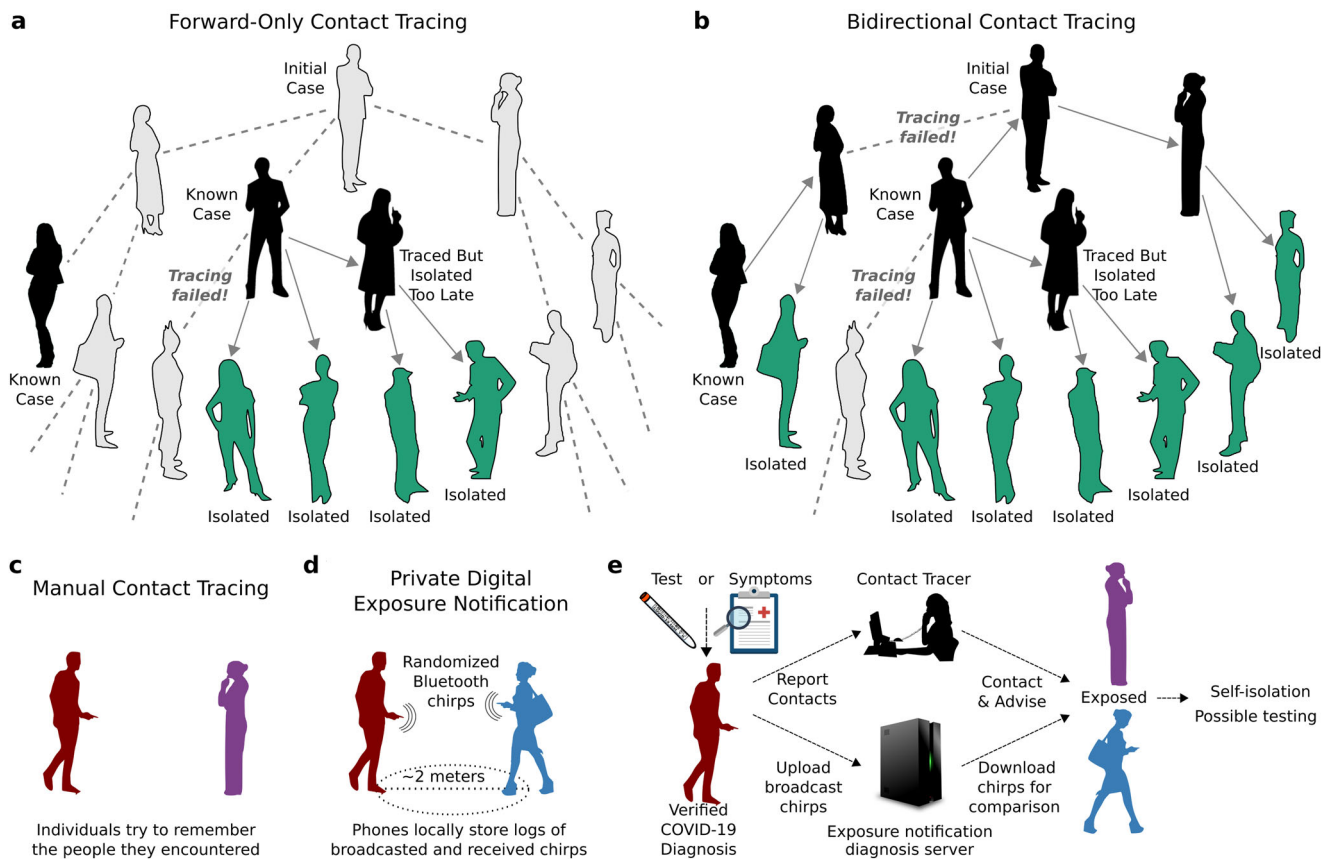 a
Forward-Only Contact Tracing
Initial
Case
Known
Case
Tracing
failed!
Traced But
Isolated
Too Late
Known
Case
Isolated
Isolated
Isolated
Isolated
b
Bidirectional Contact Tracing
Initial
Case
Tracing
failed!
Known
Case
Tracing
failed!
Traced But
Isolated
Too Late
Known
Case
Isolated
Isolated
Isolated
Isolated
Isolated
Isolated
c
Manual Contact Tracing
Individuals try to remember
the people they encountered
d
Private Digital
Exposure Notification
Randomized
Bluetooth
chirps
~2 meters
Phones locally store logs of
broadcasted and received chirps
e
Test or Symptoms
Contact Tracer
Report
Contacts
Contact
& Advise
Exposed
Self-isolation
Possible testing
Upload
broadcast
chirps
Download
chirps for
comparison
Verified
COVID-19
Diagnosis
Exposure notification
diagnosis server